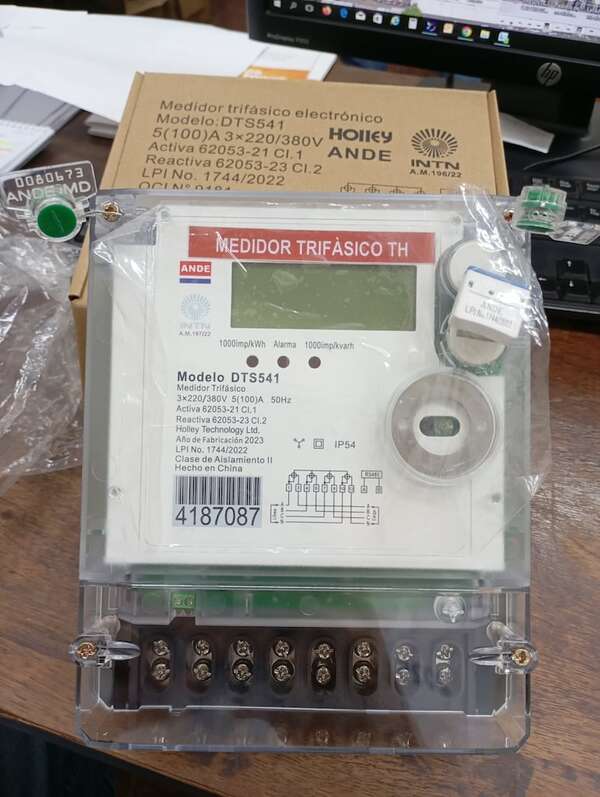 hp
Medidor trifásico electrónico
Modelo:DTS541
5(100)A 3×220/380V
Activa 62053-21 Cl.1
Reactiva 62053-23 Cl.2
LPI No. 1744/2022
HOLLEY
ANDE
INTN
A.M.196/22
0080673
ANDE IMD
MEDIDOR TRIFÀSICO TH
ANDE
INTN
A.M.197/22
1000imp/kWh Alarma 1000imp/kvarh
ANDE
Modelo DTS541
Medidor Trifásico
3×220/380V 5(100)A 50Hz
Activa 62053-21 Cl.1
Reactiva 62053-23 Cl.2
Holley Technology Ltd.
Año de Fabricación 2023
LPI No. 1744/2022
Clase de Aislamiento II
Hecho en China
IP54
RS485
4187087